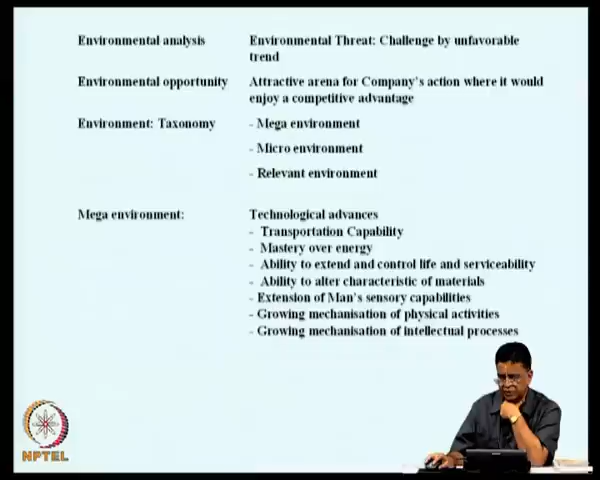 Environmental analysis Environmental Threat: Challenge by unfavorable
trend
Environmental opportunity Attractive arena for Company's action where it would
enjoy a competitive advantage
Environment: Taxonomy - Mega environment
- Micro environment
- Relevant environment
Mega environment: Technological advances
- Transportation Capability
- Mastery over energy
- Ability to extend and control life and serviceability
- Ability to alter characteristic of materials
- Extension of Man's sensory capabilities
- Growing mechanisation of physical activities
- Growing mechanisation of intellectual processes
NPTEL